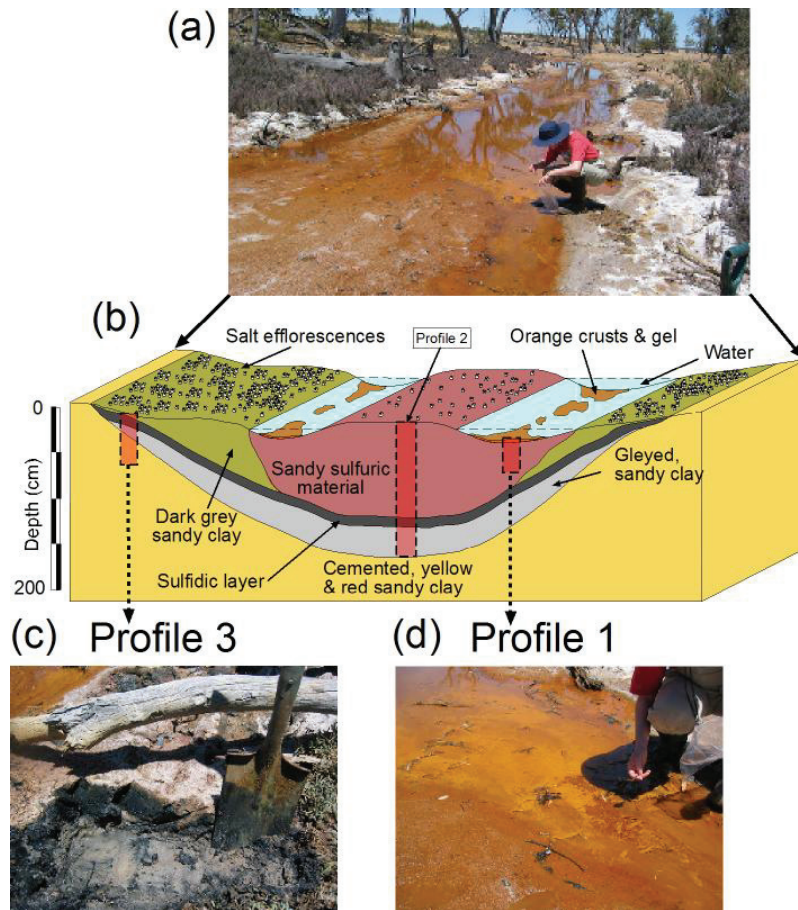 (a)
(b)
Salt efflorescences
Profile 2
Orange crusts & gel
Water
0
Depth (cm)
200
Sandy sulfuric
material
Gleyed,
sandy clay
Dark grey
sandy clay
Sulfidic layer
Cemented, yellow
& red sandy clay
(c) Profile 3
(d) Profile 1